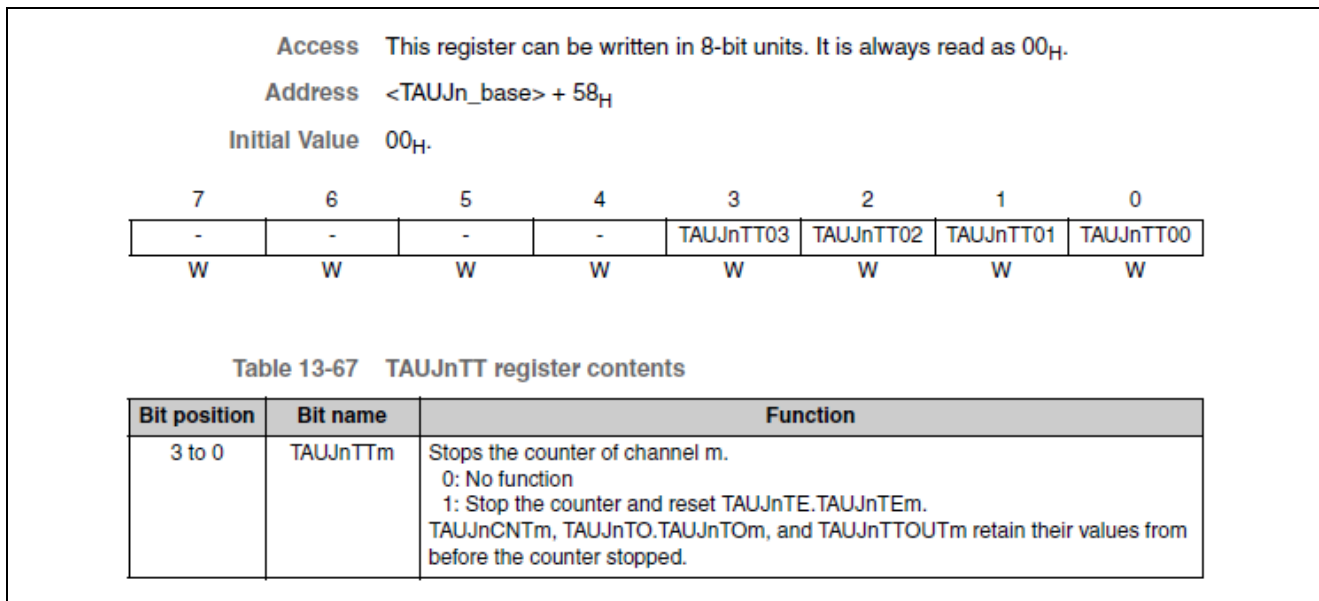 Access This register can be written in 8-bit units. It is always read as 00H.
Address <TAUJn_base> + 58H
Initial Value 00H.
7 6 5 4 3 2 1 0
- - - - TAUJnTT03 TAUJnTT02 TAUJnTT01 TAUJnTT00
W W W W W W W W
Table 13-67 TAUJnTT register contents
Bit position Bit name Function
3 to 0 TAUJnTTm Stops the counter of channel m.
0: No function
1: Stop the counter and reset TAUJnTE.TAUJnTEm.
TAUJnCNTm, TAUJnTO.TAUJnTOm, and TAUJnTTOUTm retain their values from
before the counter stopped.